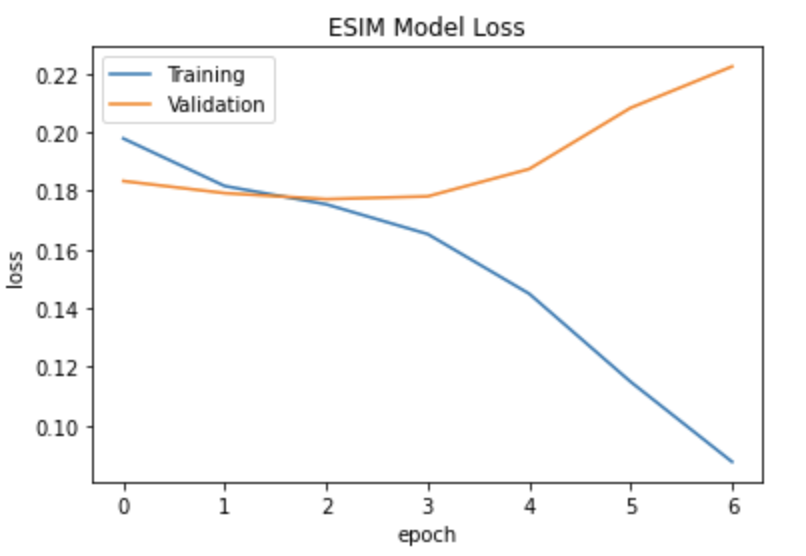 ESIM Model Loss
Training
Validation
loss
0.22
0.20
0.18
0.16
0.14
0.12
0.10
0 1 2 3 4 5 6
epoch